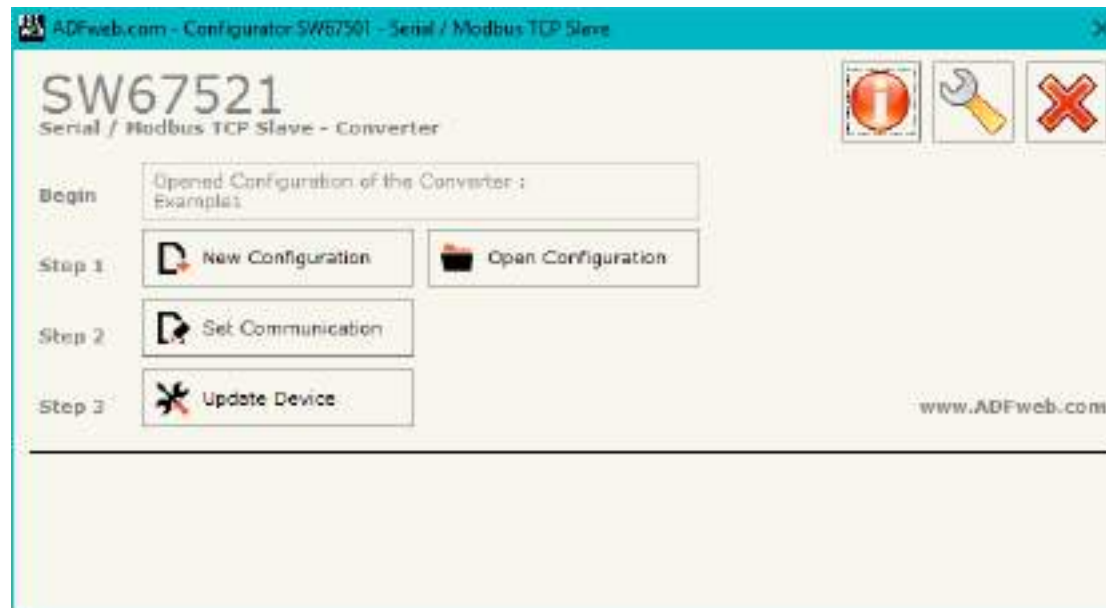 ADFweb.com - Configurator SW67501 - Serial / Modbus TCP Slave
SW67521
Serial / Modbus TCP Slave - Converter
Begin
Opened Configuration of the Converter :
Example1
Step 1
New Configuration
Open Configuration
Step 2
Set Communication
Step 3
Update Device
www.ADFweb.com